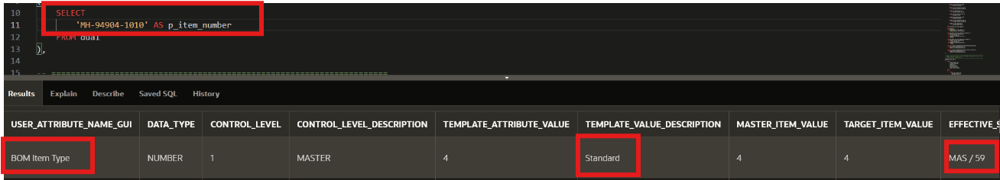 10 SELECT
11 'MH-94904-1010' AS p_item_number
12 FROM dual
13 ),
14
15 -- ======================================================================
Results Explain Describe Saved SQL History
USER_ATTRIBUTE_NAME_GUI DATA_TYPE CONTROL_LEVEL CONTROL_LEVEL_DESCRIPTION TEMPLATE_ATTRIBUTE_VALUE TEMPLATE_VALUE_DESCRIPTION MASTER_ITEM_VALUE TARGET_ITEM_VALUE EFFECTIVE_S
BOM Item Type NUMBER 1 MASTER 4 Standard 4 4 MAS / 59